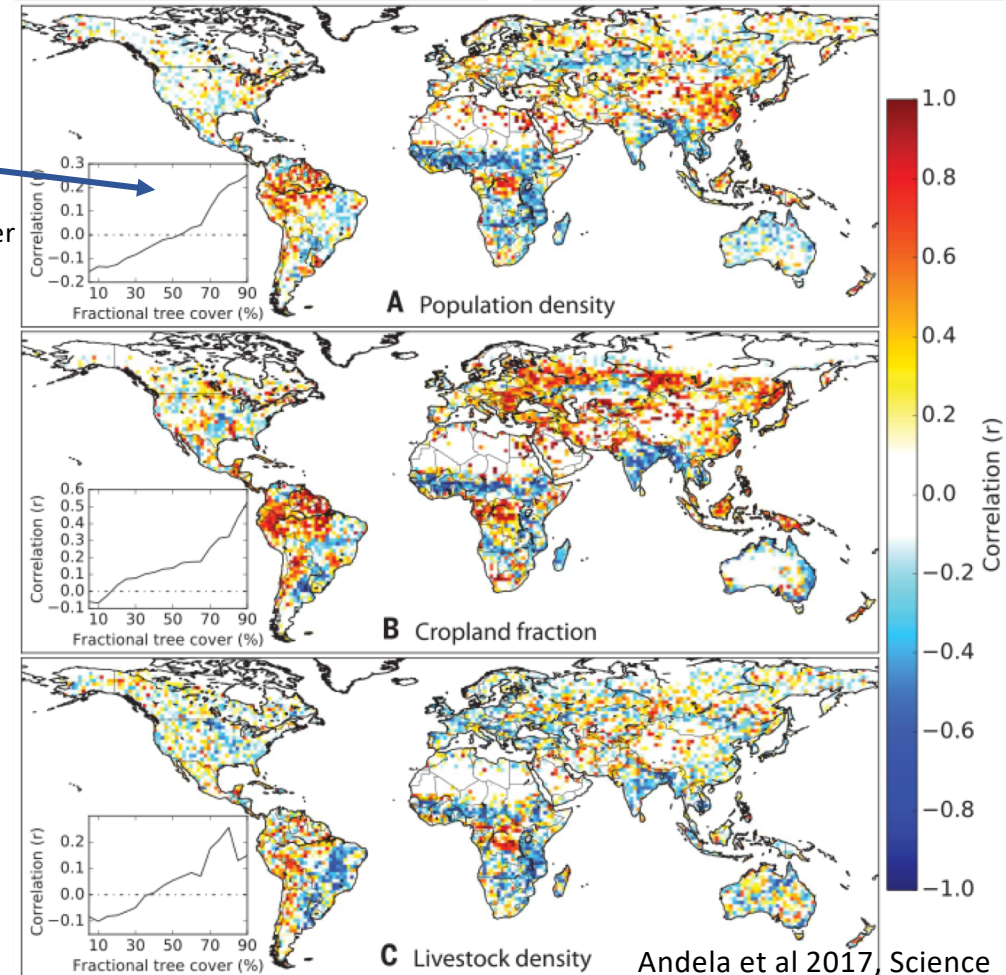 er
0.3
0.2
0.1
0.0
−0.1
−0.2
Correlation (r)
10 30 50 70 90
Fractional tree cover (%)
A Population density
0.6
0.5
0.4
0.3
0.2
0.1
0.0
−0.1
Correlation (r)
10 30 50 70 90
Fractional tree cover (%)
B Cropland fraction
0.2
0.1
0.0
−0.1
Correlation (r)
10 30 50 70 90
Fractional tree cover (%)
C Livestock density
1.0
0.8
0.6
0.4
0.2
0.0
−0.2
−0.4
−0.6
−0.8
−1.0
Correlation (r)
Andela et al 2017, Science